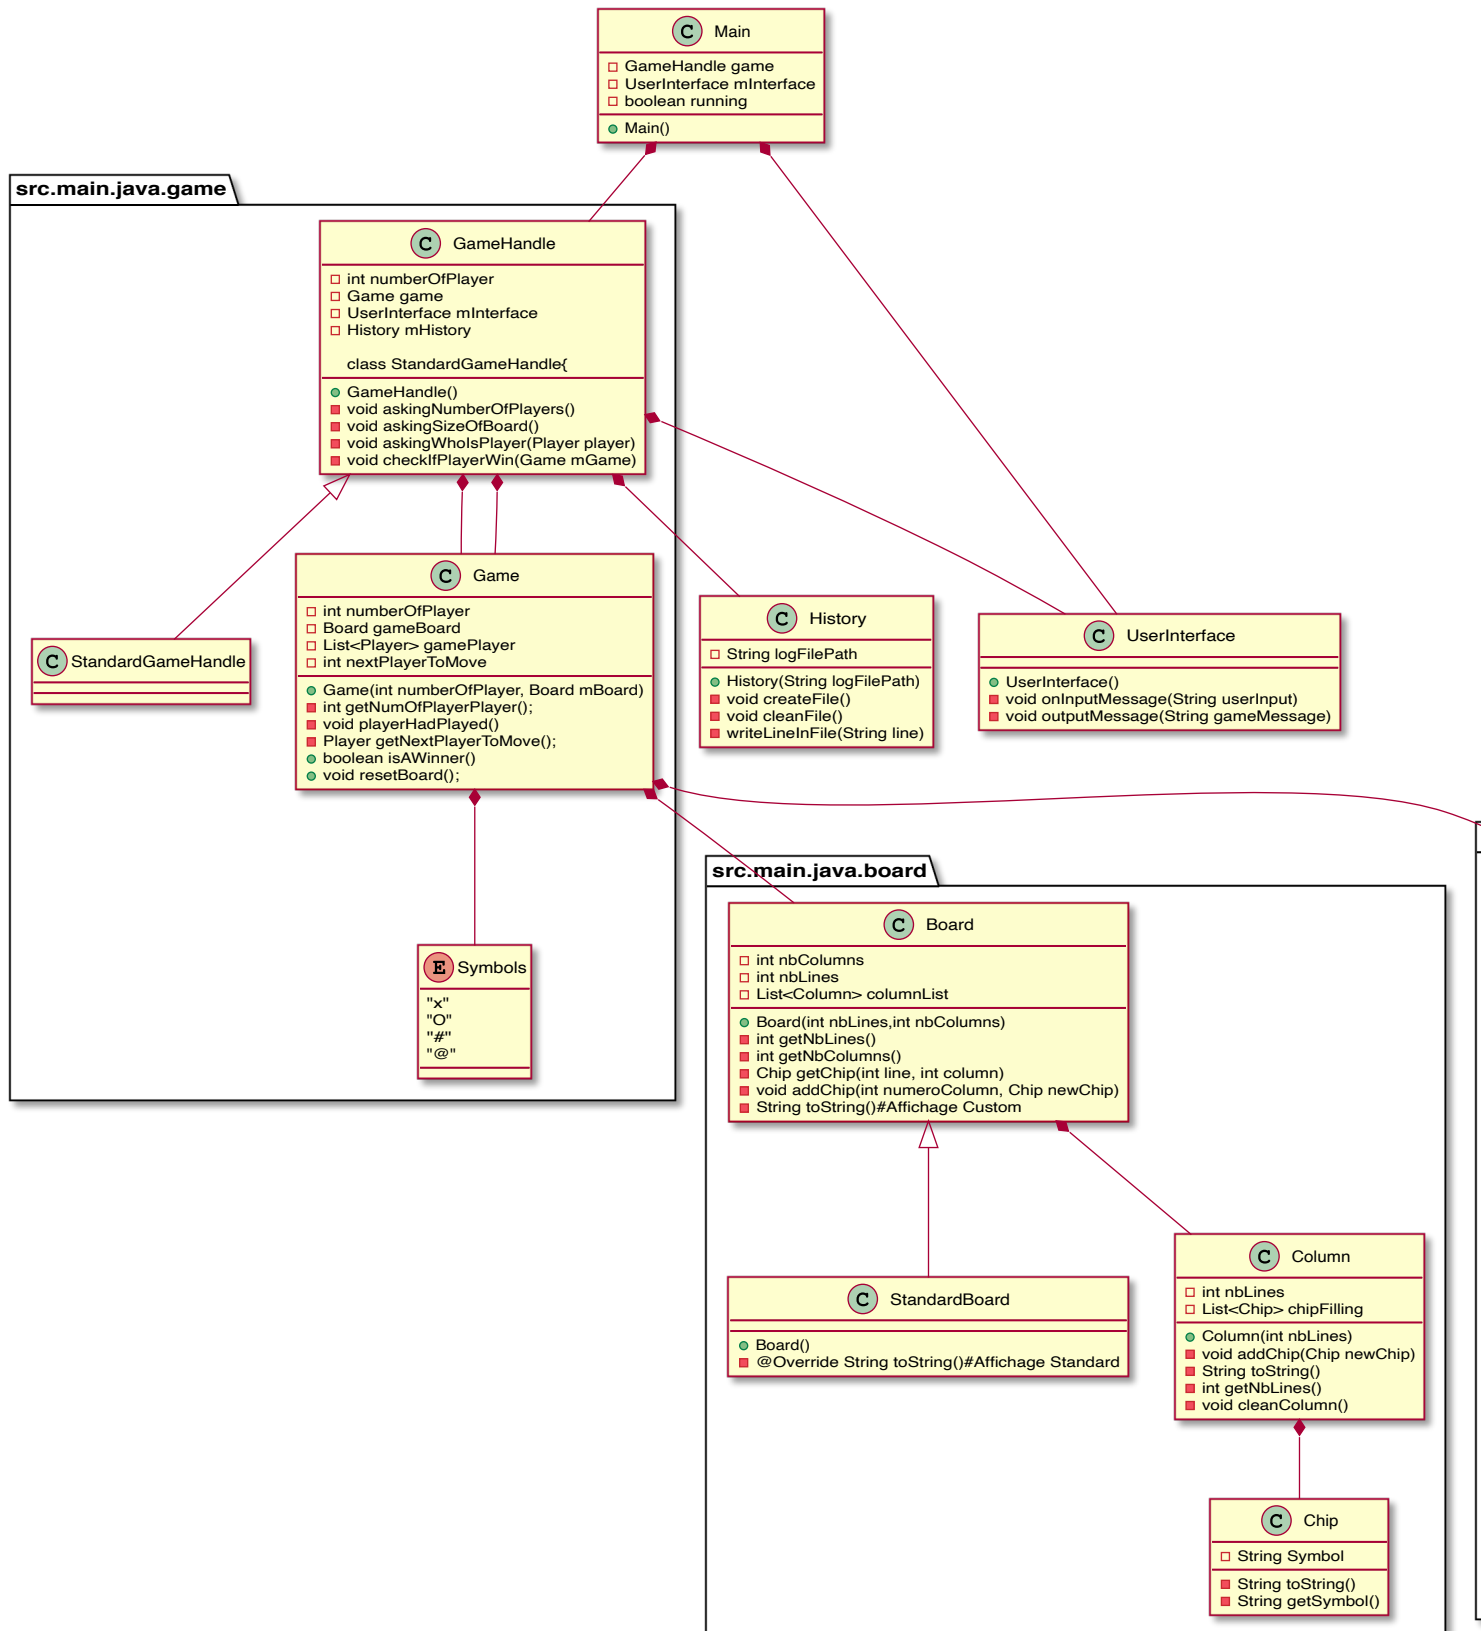 C Main
GameHandle game
UserInterface mInterface
boolean running
Main()
src.main.java.game
C GameHandle
int numberOfPlayer
Game game
UserInterface mInterface
History mHistory
class StandardGameHandle{
GameHandle()
void askingNumberOfPlayers()
void askingSizeOfBoard()
void askingWhoIsPlayer(Player player)
void checkIfPlayerWin(Game mGame)
C StandardGameHandle
C Game
int numberOfPlayer
Board gameBoard
List<Player> gamePlayer
int nextPlayerToMove
Game(int numberOfPlayer, Board mBoard)
int getNumOfPlayerPlayer();
void playerHadPlayed()
Player getNextPlayerToMove();
boolean isAWinner()
void resetBoard();
C History
String logFilePath
History(String logFilePath)
void createFile()
void cleanFile()
writeLineInFile(String line)
C UserInterface
UserInterface()
void onInputMessage(String userInput)
void outputMessage(String gameMessage)
E Symbols
"x"
"O"
"#"
"@"
src.main.java.board
C Board
int nbColumns
int nbLines
List<Column> columnList
Board(int nbLines,int nbColumns)
int getNbLines()
int getNbColumns()
Chip getChip(int line, int column)
void addChip(int numeroColumn, Chip newChip)
String toString()#Affichage Custom
C StandardBoard
Board()
@Override String toString()#Affichage Standard
C Column
int nbLines
List<Chip> chipFilling
Column(int nbLines)
void addChip(Chip newChip)
String toString()
int getNbLines()
void cleanColumn()
C Chip
String Symbol
String toString()
String getSymbol()